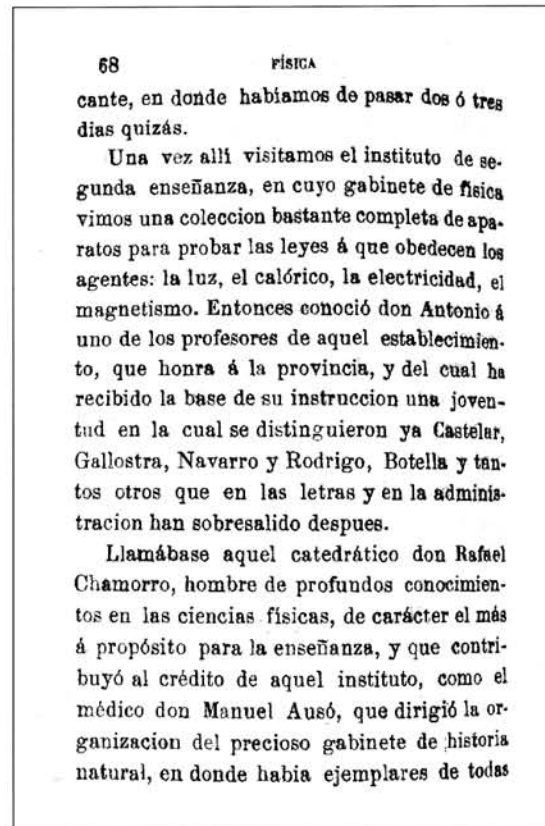 68 FÍSICA
cante, en donde habiamos de pasar dos ó tres
dias quizás.
Una vez allí visitamos el instituto de se-
gunda enseñanza, en cuyo gabinete de física
vimos una coleccion bastante completa de apa-
ratos para probar las leyes á que obedecen los
agentes: la luz, el calórico, la electricidad, el
magnetismo. Entonces conoció don Antonio á
uno de los profesores de aquel establecimien-
to, que honra á la provincia, y del cual ha
recibido la base de su instruccion una joven-
tud en la cual se distinguieron ya Castelar,
Gallostra, Navarro y Rodrigo, Botella y tan-
tos otros que en las letras y en la adminis-
tracion han sobresalido despues.
Llamábase aquel catedrático don Rafael
Chamorro, hombre de profundos conocimien-
tos en las ciencias físicas, de carácter el más
á propósito para la enseñanza, y que contri-
buyó al crédito de aquel instituto, como el
médico don Manuel Ausó, que dirigió la or-
ganizacion del precioso gabinete de historia
natural, en donde habia ejemplares de todas